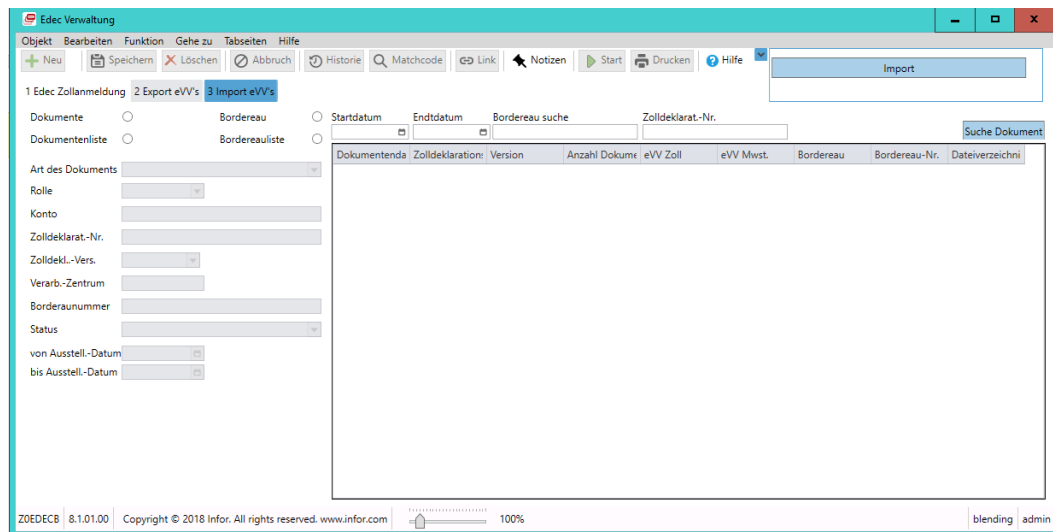 Edec Verwaltung
Objekt Bearbeiten Funktion Gehe zu Tabseiten Hilfe
Neu Speichern Löschen Abbruch Historie Matchcode Link Notizen Start Drucken Hilfe
Import
1 Edec Zollanmeldung 2 Export eVV's 3 Import eVV's
Dokumente Bordereau Startdatum Endtdatum Bordereau suche Zolldeklarat.-Nr.
Dokumentenliste Bordereauliste Suche Dokument
Dokumentenda Zolldeklarations Version Anzahl Dokume eVV Zoll eVV Mwst. Bordereau Bordereau-Nr. Dateiverzeichni
Art des Dokuments
Rolle
Konto
Zolldeklarat.-Nr.
Zolldekl..-Vers.
Verarb.-Zentrum
Borderaunummer
Status
von Ausstell.-Datum
bis Ausstell.-Datum
Z0EDECB 8.1.01.00 Copyright © 2018 Infor. All rights reserved. www.infor.com 100% blending admin